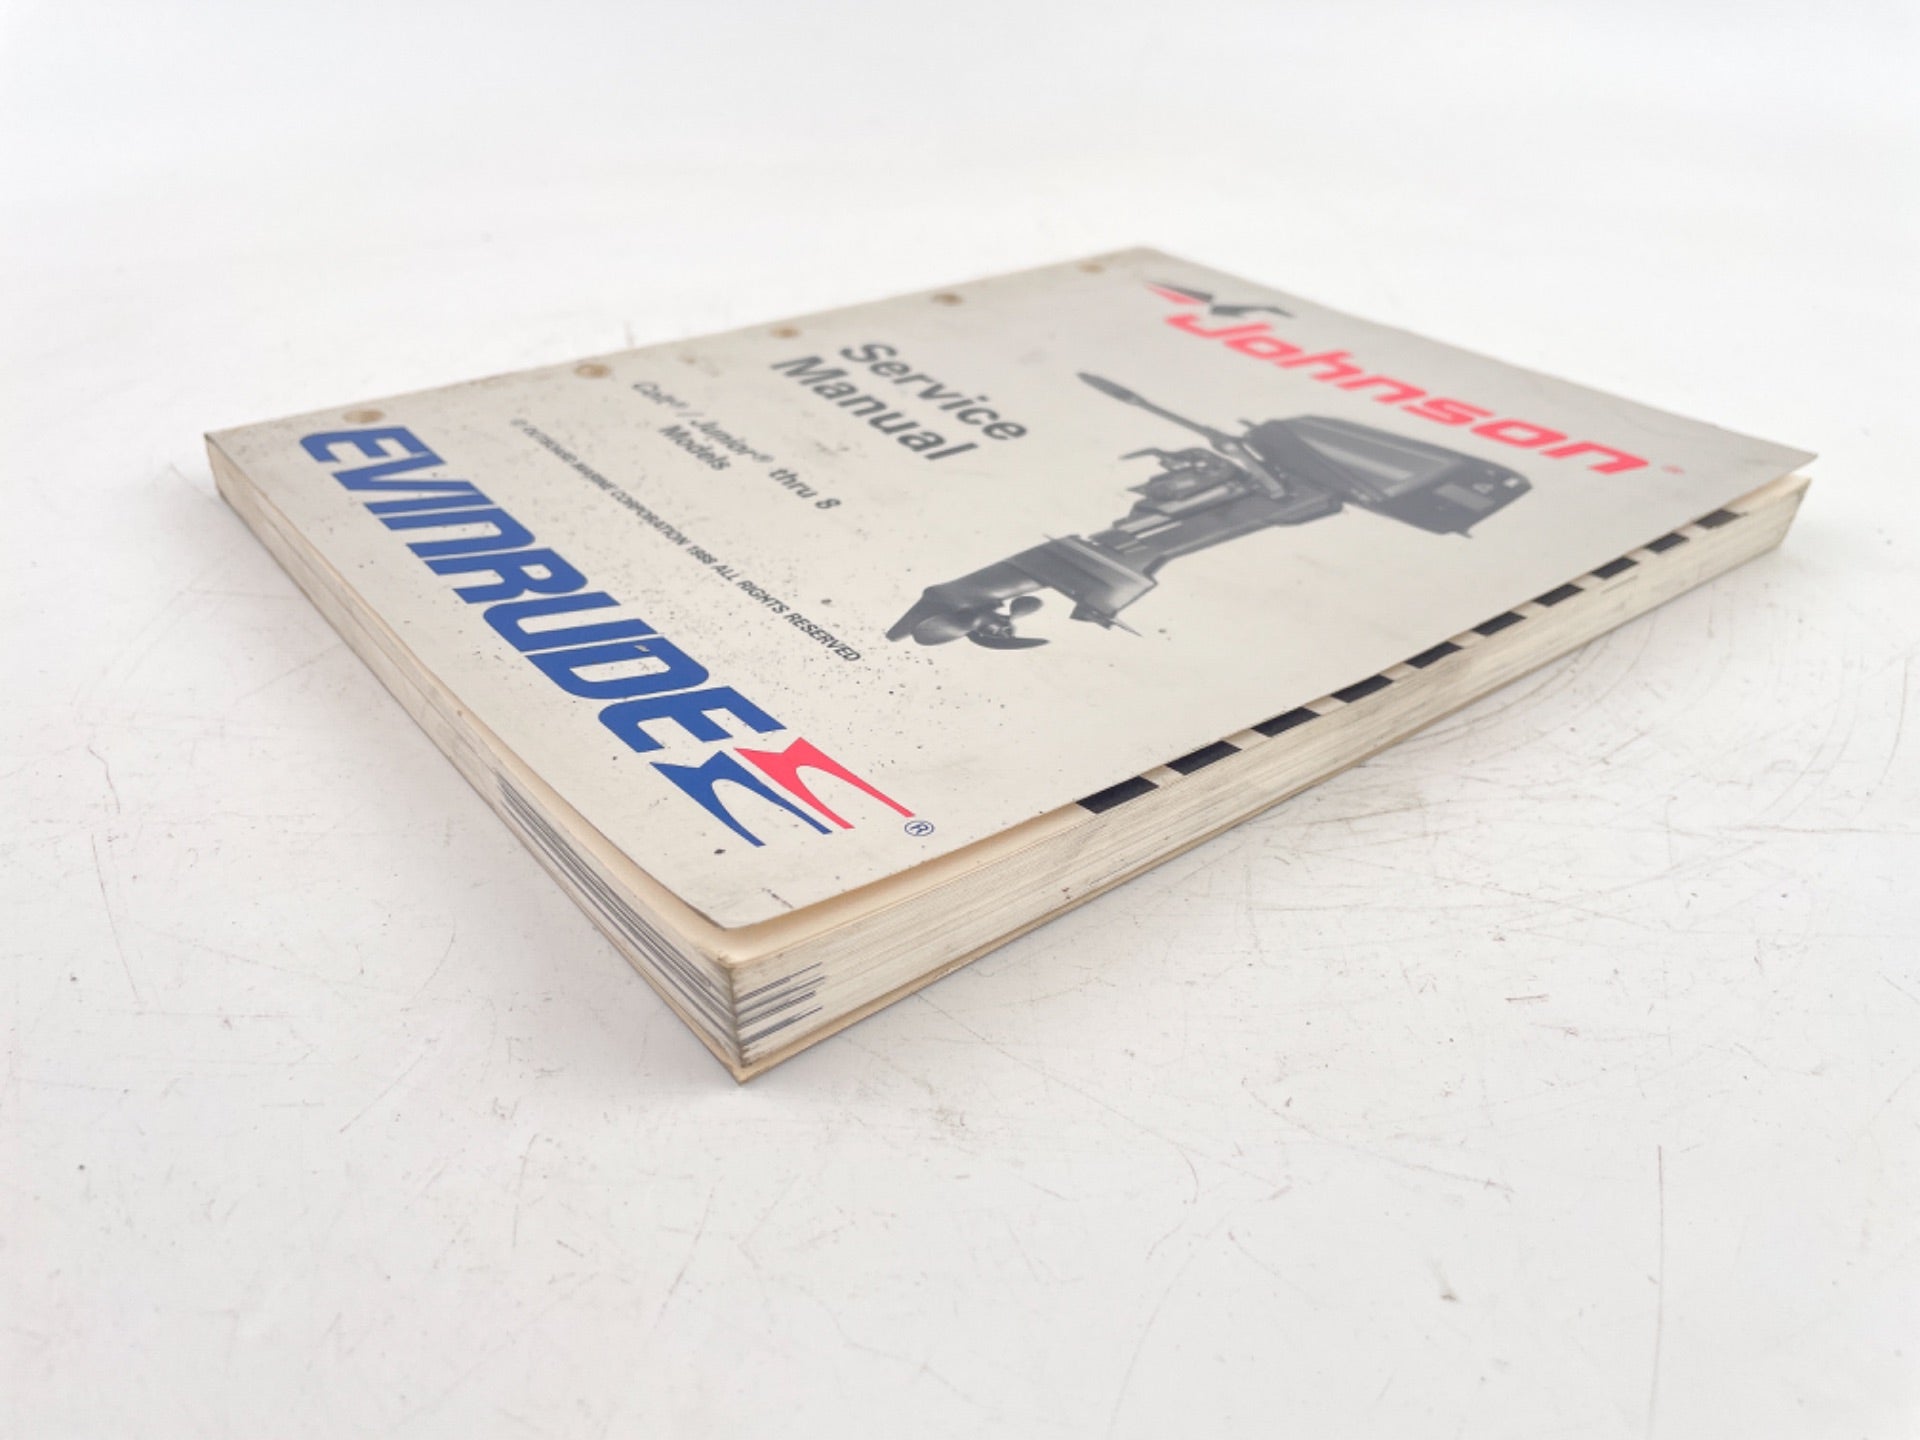 Johnson
Service
Manual
Colt® / Junior® thru 8
Models
© OUTBOARD MARINE CORPORATION 1988 ALL RIGHTS RESERVED
EVINRUDE
®